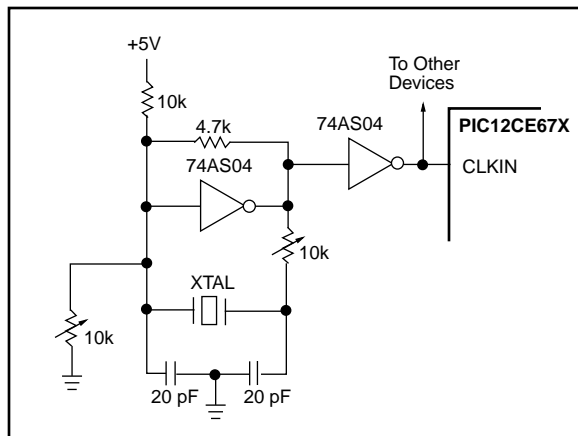 +5V
10k
4.7k
74AS04
74AS04
To Other
Devices
PIC12CE67X
CLKIN
10k
XTAL
10k
20 pF
20 pF